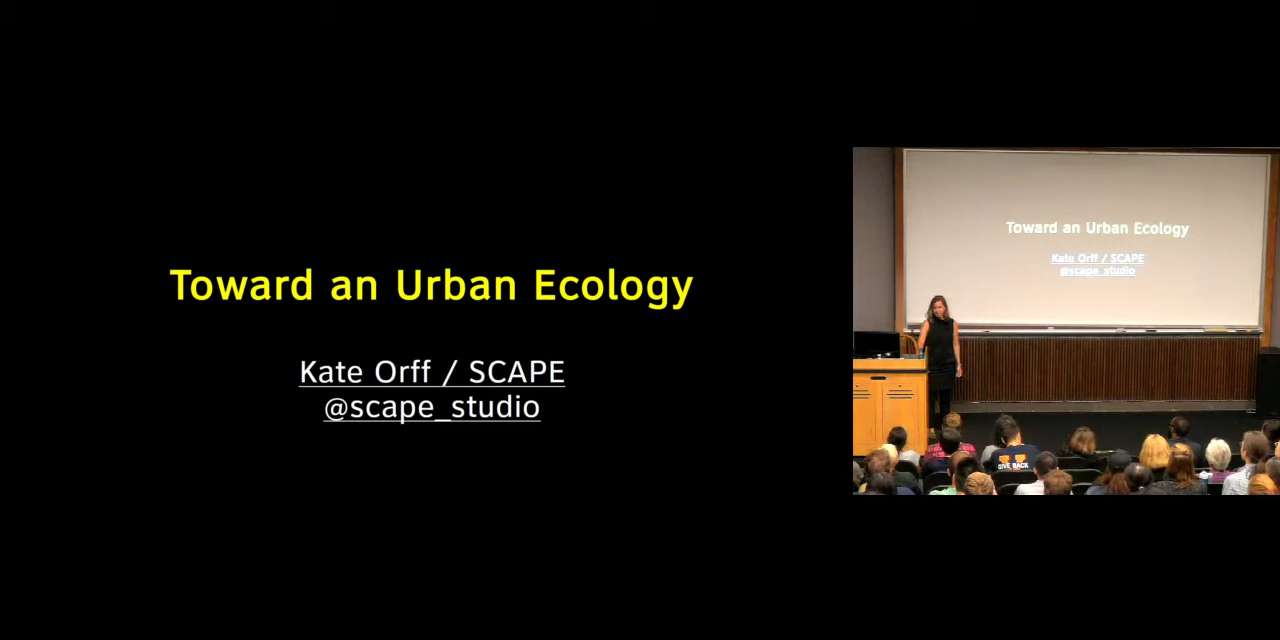 Toward an Urban Ecology
Kate Orff / SCAPE
@scape_studio
Toward an Urban Ecology
Kate Orff / SCAPE
@scape_studio
GIVE BACK